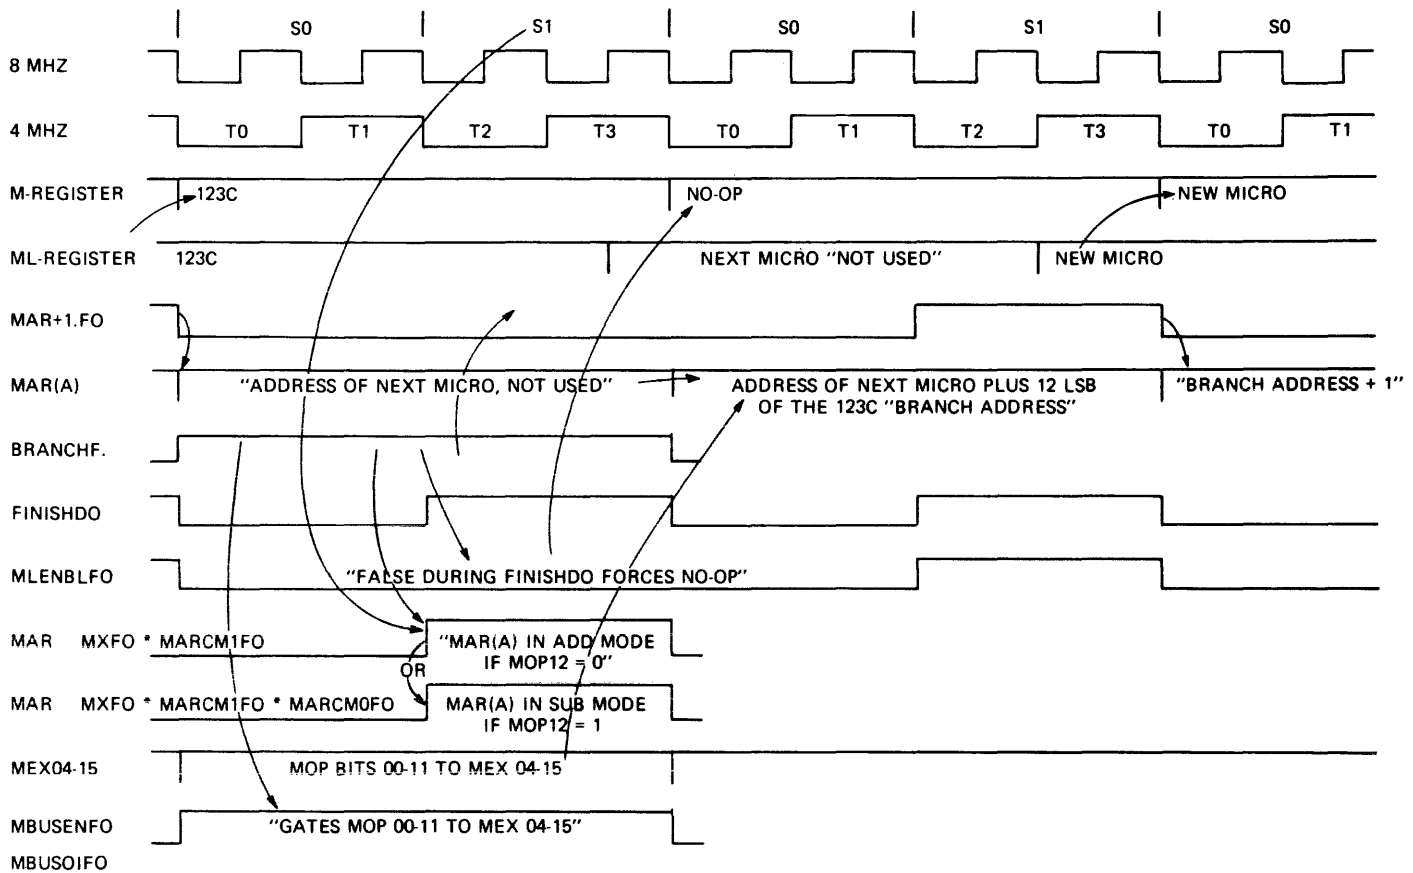 S0 S1 S0 S1 S0
8 MHZ
4 MHZ T0 T1 T2 T3 T0 T1 T2 T3 T0 T1
M-REGISTER 123C NO-OP NEW MICRO
ML-REGISTER 123C NEXT MICRO "NOT USED" NEW MICRO
MAR+1.FO
MAR(A) "ADDRESS OF NEXT MICRO, NOT USED" ADDRESS OF NEXT MICRO PLUS 12 LSB "BRANCH ADDRESS + 1"
OF THE 123C "BRANCH ADDRESS"
BRANCHF.
FINISHDO
MLENBLFO "FALSE DURING FINISHDO FORCES NO-OP"
MAR MXFO * MARCM1FO "MAR(A) IN ADD MODE
IF MOP12 = 0"
OR
MAR MXFO * MARCM1FO * MARCM0FO MAR(A) IN SUB MODE
IF MOP12 = 1
MEX04-15 MOP BITS 00-11 TO MEX 04-15
MBUSENFO "GATES MOP 00-11 TO MEX 04-15"
MBUSOIFO